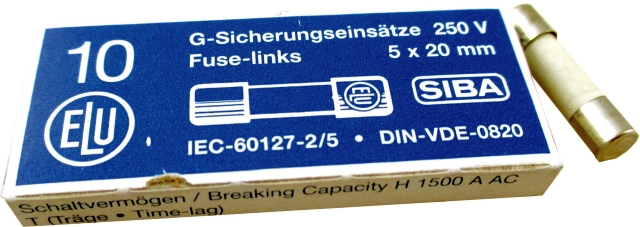 10
G-Sicherungseinsätze 250 V
Fuse-links 5 x 20 mm
ELU
ELU
SIBA
IEC-60127-2/5 • DIN-VDE-0820
Schaltvermögen / Breaking Capacity H 1500 A AC
T (Träge • Time-lag)